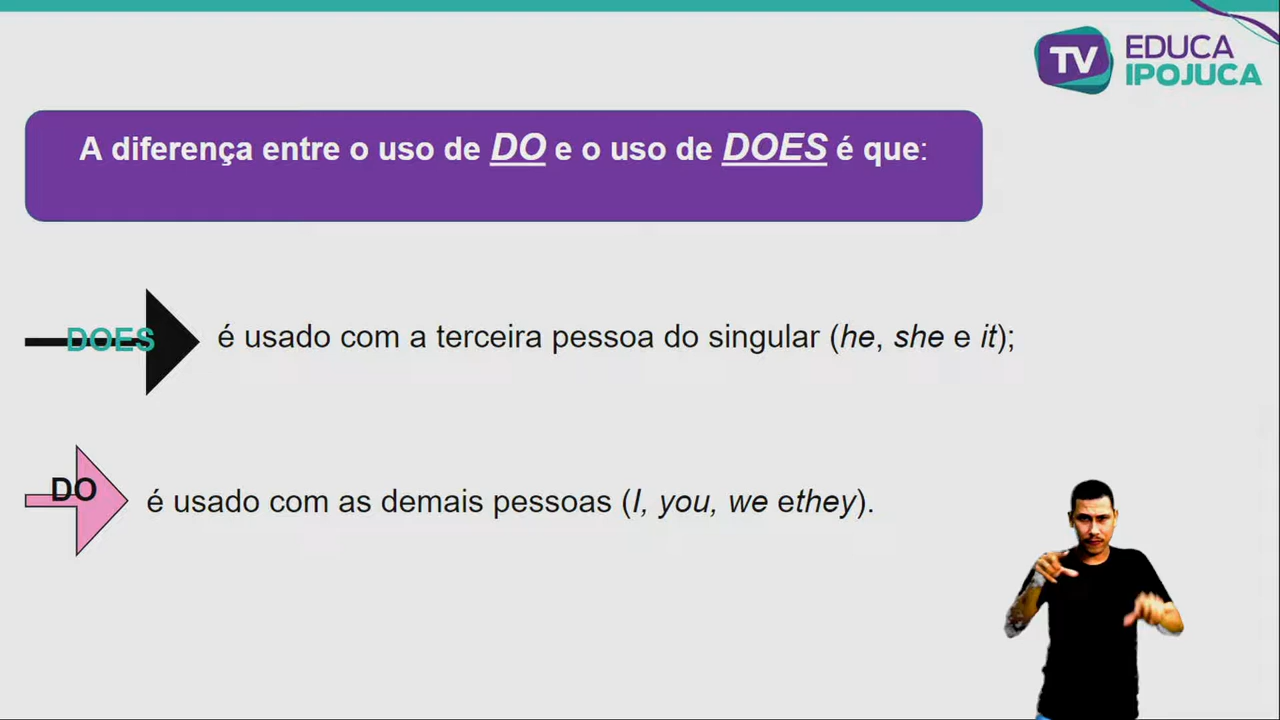 TV EDUCA
IPOJUCA
A diferença entre o uso de DO e o uso de DOES é que:
DOES é usado com a terceira pessoa do singular (he, she e it);
DO é usado com as demais pessoas (I, you, we ethey).